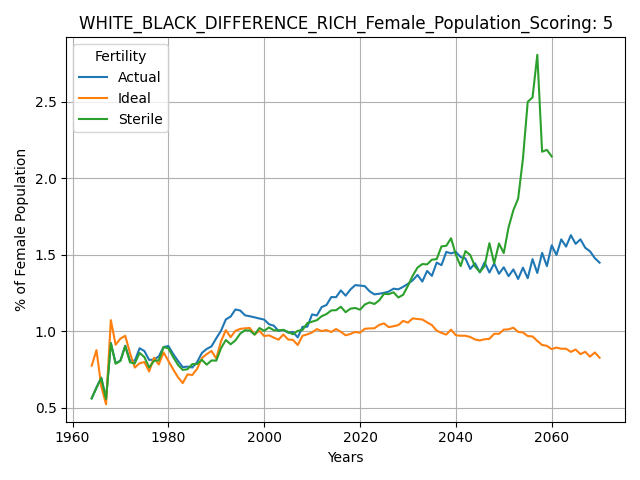 WHITE_BLACK_DIFFERENCE_RICH_Female_Population_Scoring: 5
Fertility
Actual
Ideal
Sterile
% of Female Population
2.5
2.0
1.5
1.0
0.5
1960 1980 2000 2020 2040 2060
Years